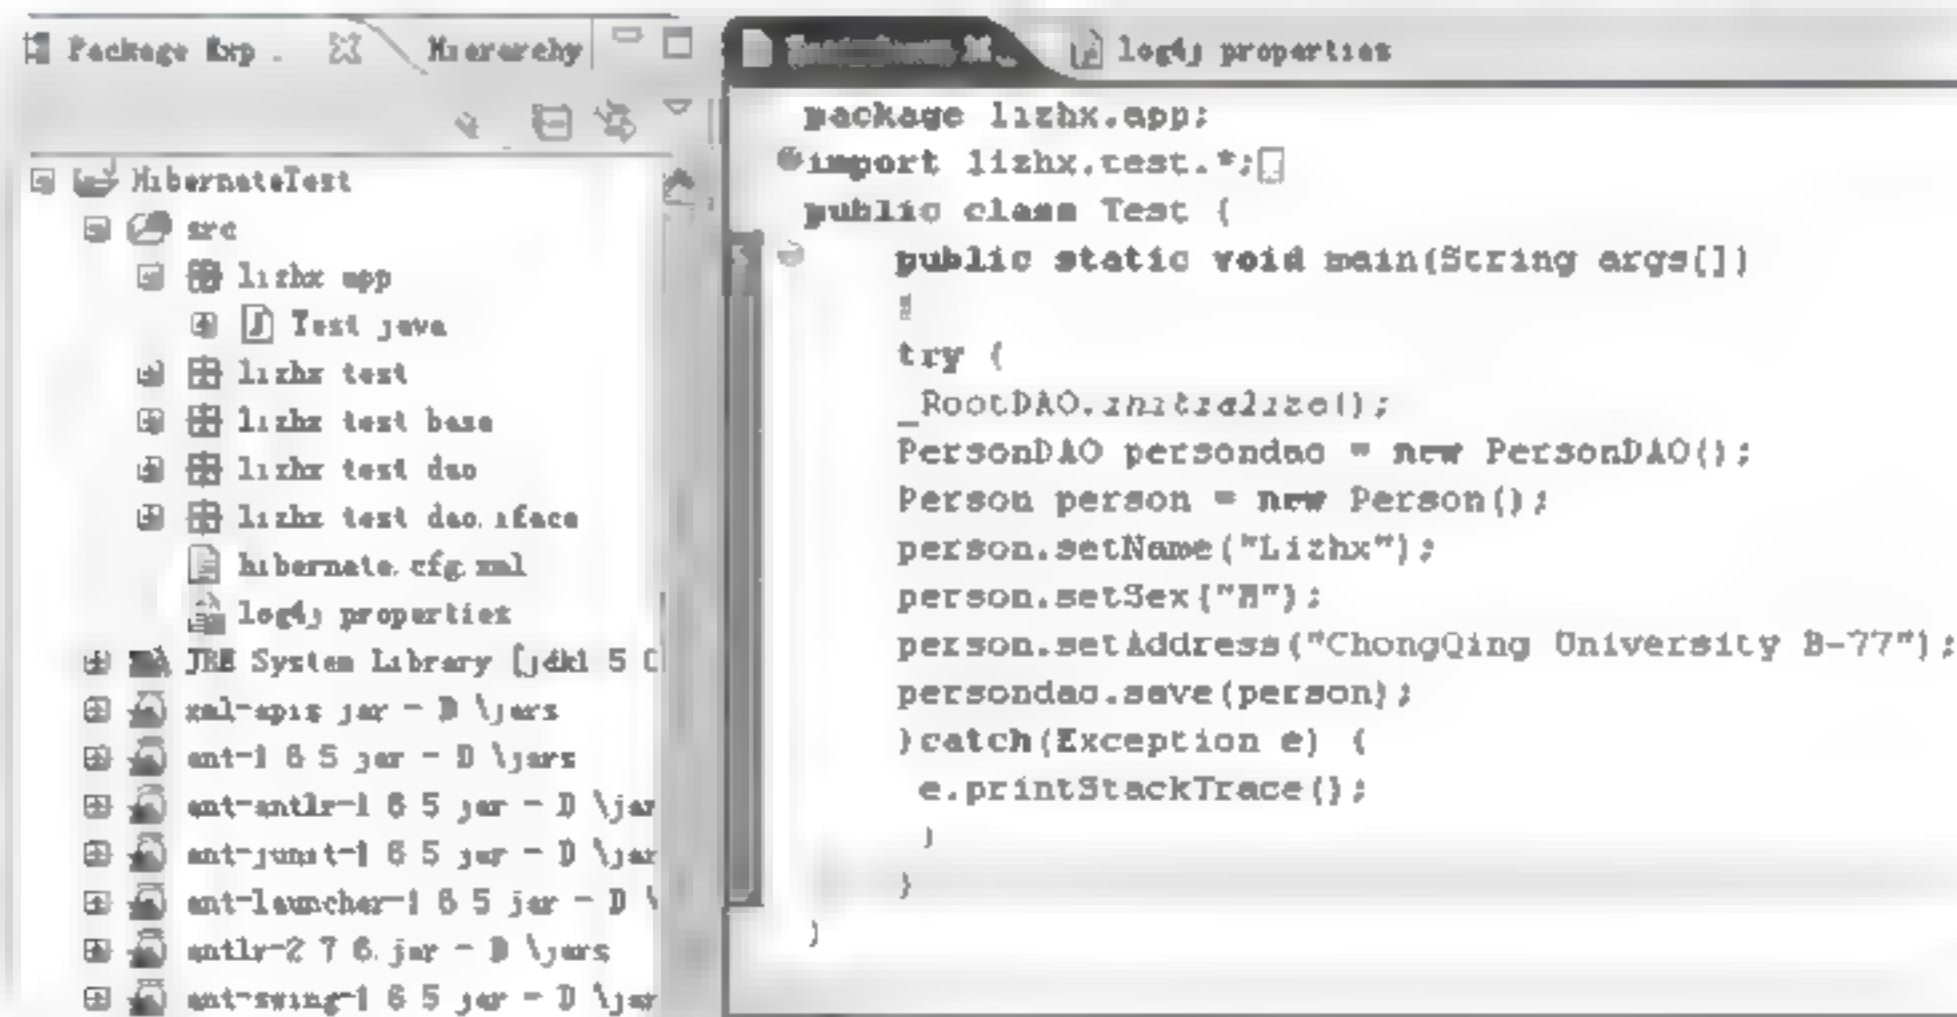 Package Exp . Hierarchy
HibernateTest
src
lizhx app
Test java
lizhx test
lizhx test base
lizhx test dao
lizhx test dao.iface
hibernate.cfg.xml
log4j properties
JRE System Library [jdk1 5 0
xml-apis jar - D \jars
ant-1 6 5 jar - D \jars
ant-antlr-1 6 5 jar - D \jar
ant-junit-1 6 5 jar - D \jar
ant-launcher-1 6 5 jar - D \
antlr-2 7 6.jar - D \jars
ant-swing-1 6 5 jar - D \jar
log4j properties
package lizhx.app;
import lizhx.test.*;
public class Test {
public static void main(String args[])
{
try {
_RootDAO.initialize();
PersonDAO persondao = new PersonDAO();
Person person = new Person();
person.setName("Lizhx");
person.setSex("M");
person.setAddress("ChongQing University B-77");
persondao.save(person);
}catch(Exception e) {
e.printStackTrace();
}
}
}